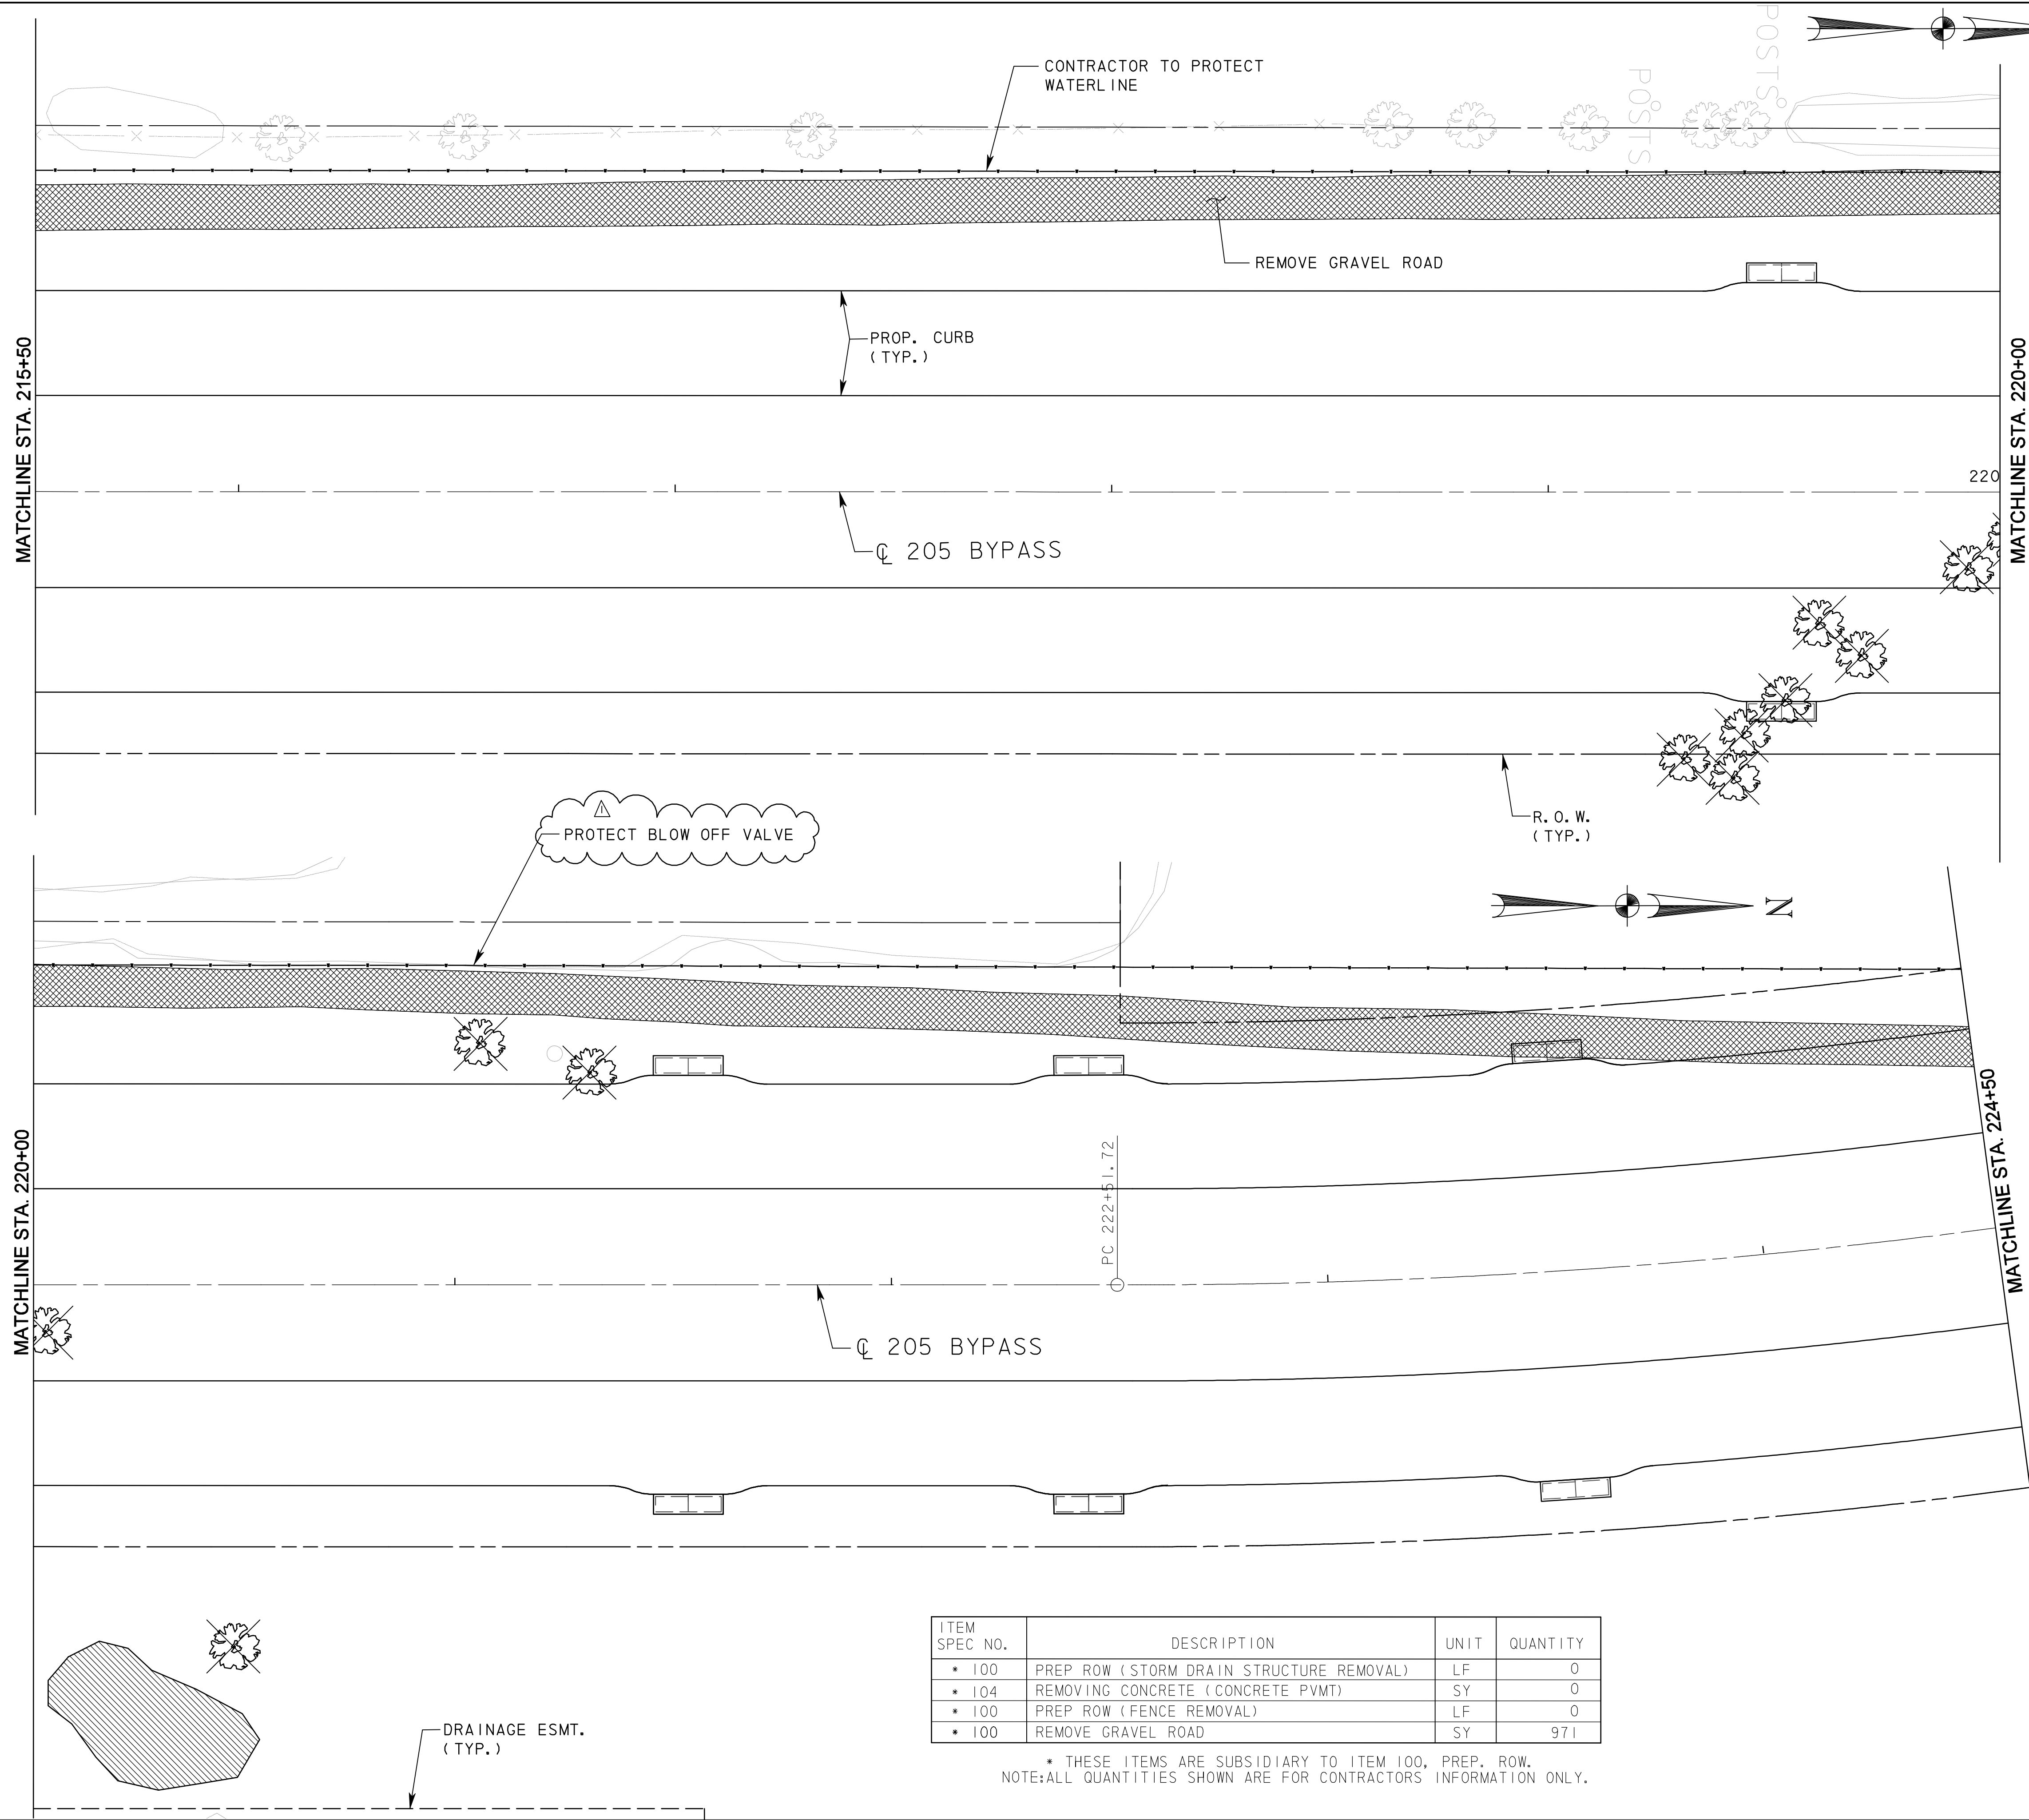 POSTS
POSTS
CONTRACTOR TO PROTECT
WATERLINE
REMOVE GRAVEL ROAD
PROP. CURB
(TYP.)
MATCHLINE STA. 215+50
MATCHLINE STA. 220+00
220
℄ 205 BYPASS
R.O.W.
(TYP.)
1
PROTECT BLOW OFF VALVE
N
MATCHLINE STA. 220+00
MATCHLINE STA. 224+50
PC 222+51.72
℄ 205 BYPASS
DRAINAGE ESMT.
(TYP.)
ITEM
SPEC NO. DESCRIPTION UNIT QUANTITY
* 100 PREP ROW (STORM DRAIN STRUCTURE REMOVAL) LF 0
* 104 REMOVING CONCRETE (CONCRETE PVMT) SY 0
* 100 PREP ROW (FENCE REMOVAL) LF 0
* 100 REMOVE GRAVEL ROAD SY 971
* THESE ITEMS ARE SUBSIDIARY TO ITEM 100, PREP. ROW.
NOTE:ALL QUANTITIES SHOWN ARE FOR CONTRACTORS INFORMATION ONLY.